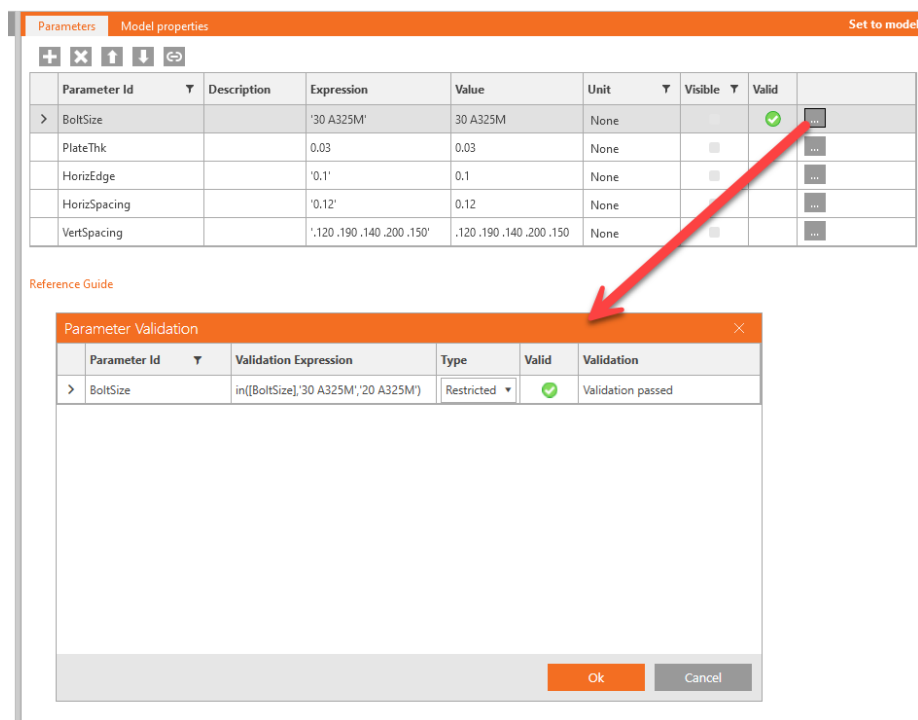 Parameters Model properties Set to model
Parameter Id Description Expression Value Unit Visible Valid
BoltSize '30 A325M' 30 A325M None ...
PlateThk 0.03 0.03 None ...
HorizEdge '0.1' 0.1 None ...
HorizSpacing '0.12' 0.12 None ...
VertSpacing '.120 .190 .140 .200 .150' .120 .190 .140 .200 .150 None ...
Reference Guide
Parameter Validation
Parameter Id Validation Expression Type Valid Validation
BoltSize in([BoltSize],'30 A325M','20 A325M') Restricted Validation passed
Ok Cancel